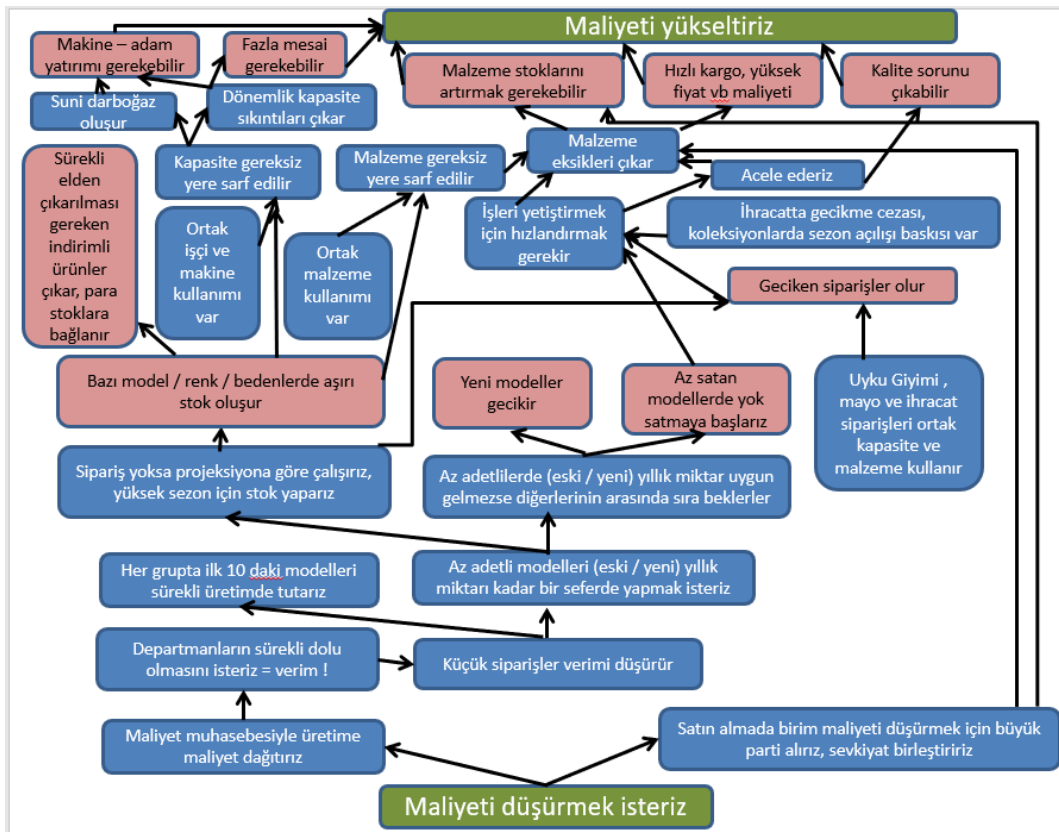 Maliyeti yükseltiriz
Makine – adam
yatırımı gerekebilir
Fazla mesai
gerekebilir
Malzeme stoklarını
artırmak gerekebilir
Hızlı kargo, yüksek
fiyat vb maliyeti
Kalite sorunu
çıkabilir
Suni darboğaz
oluşur
Dönemlik kapasite
sıkıntıları çıkar
Malzeme
eksikleri çıkar
Sürekli
elden
çıkarılması
gereken
indirimli
ürünler
çıkar, para
stoklara
bağlanır
Kapasite gereksiz
yere sarf edilir
Malzeme gereksiz
yere sarf edilir
Acele ederiz
Ortak
işçi ve
makine
kullanımı
var
Ortak
malzeme
kullanımı
var
İşleri yetiştirmek
için hızlandırmak
gerekir
İhracatta gecikme cezası,
koleksiyonlarda sezon açılışı baskısı var
Geciken siparişler olur
Bazı model / renk / bedenlerde aşırı
stok oluşur
Yeni modeller
gecikir
Az satan
modellerde yok
satmaya başlarız
Uyku Giyimi ,
mayo ve ihracat
siparişleri ortak
kapasite ve
malzeme kullanır
Sipariş yoksa projeksiyona göre çalışırız,
yüksek sezon için stok yaparız
Az adetlilerde (eski / yeni) yıllık miktar uygun
gelmezse diğerlerinin arasında sıra beklerler
Her grupta ilk 10 daki modelleri
sürekli üretimde tutarız
Az adetli modelleri (eski / yeni) yıllık
miktarı kadar bir seferde yapmak isteriz
Departmanların sürekli dolu
olmasını isteriz = verim !
Küçük siparişler verimi düşürür
Maliyet muhasebesiyle üretime
maliyet dağıtırız
Satın almada birim maliyeti düşürmek için büyük
parti alırız, sevkiyat birleştiririz
Maliyeti düşürmek isteriz